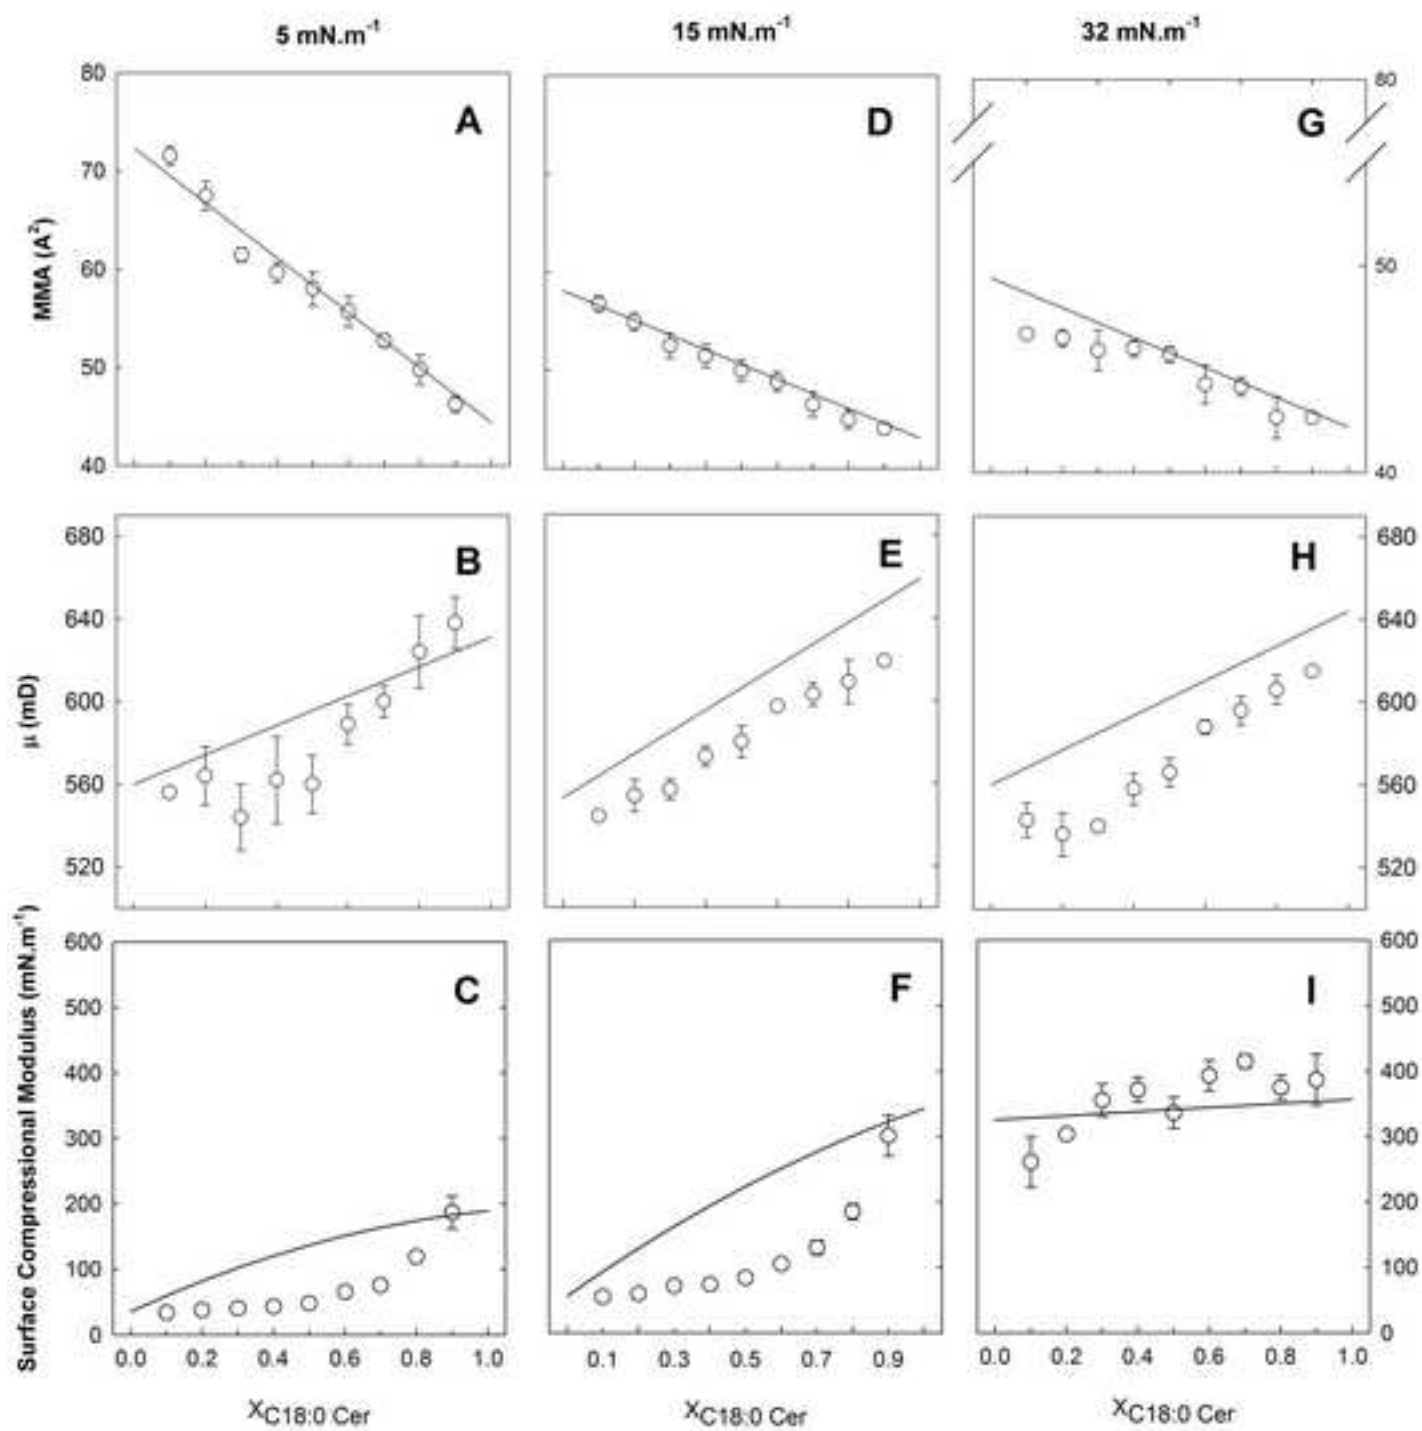 5 mN.m-1 15 mN.m-1 32 mN.m-1
80 80
A D G
70
MMA (A2)
60
50 50
40 40
680 680
B E H
640 640
μ (mD)
600 600
560 560
520 520
Surface Compressional Modulus (mN.m-1)
600 600
C F I
500 500
400 400
300 300
200 200
100 100
0 0
0.0 0.2 0.4 0.6 0.8 1.0 0.1 0.3 0.5 0.7 0.9 0.0 0.2 0.4 0.6 0.8 1.0
XC18:0 Cer XC18:0 Cer XC18:0 Cer